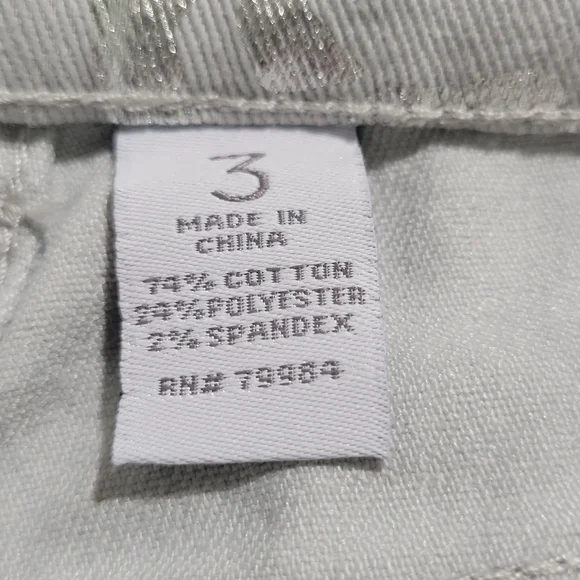 3
MADE IN
CHINA
74% COTTON
24% POLYESTER
2% SPANDEX
RN# 79984